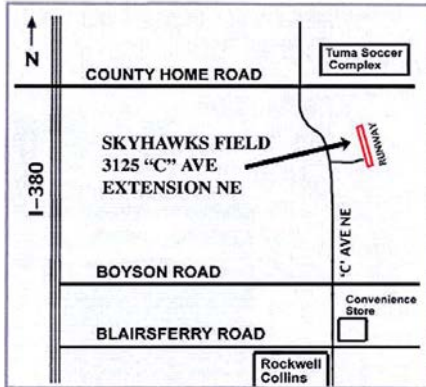 N
Tuma Soccer
Complex
COUNTY HOME ROAD
SKYHAWKS FIELD
3125 “C” AVE
EXTENSION NE
RUNWAY
I-380
'C' AVE NE
BOYSON ROAD
Convenience
Store
BLAIRSFERRY ROAD
Rockwell
Collins